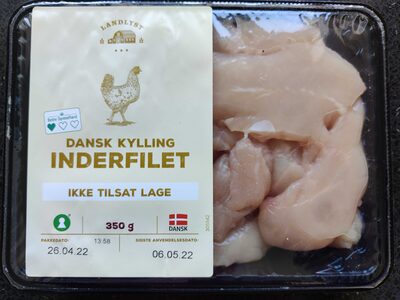 LANDLYST
Bedre Dyrevelfærd
DANSK KYLLING
INDERFILET
IKKE TILSAT LAGE
350 g
DANSK
PAKKEDATO: 13:58 SIDSTE ANVENDELSESDATO:
26.04.22 06.05.22